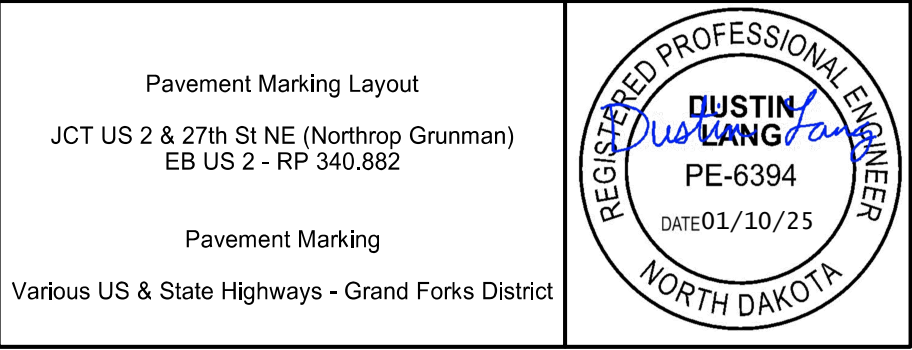 Pavement Marking Layout
JCT US 2 & 27th St NE (Northrop Grunman)
EB US 2 - RP 340.882
Pavement Marking
Various US & State Highways - Grand Forks District
REGISTERED PROFESSIONAL ENGINEER
DUSTIN
LANG
Dustin Lang
PE-6394
DATE 01/10/25
NORTH DAKOTA